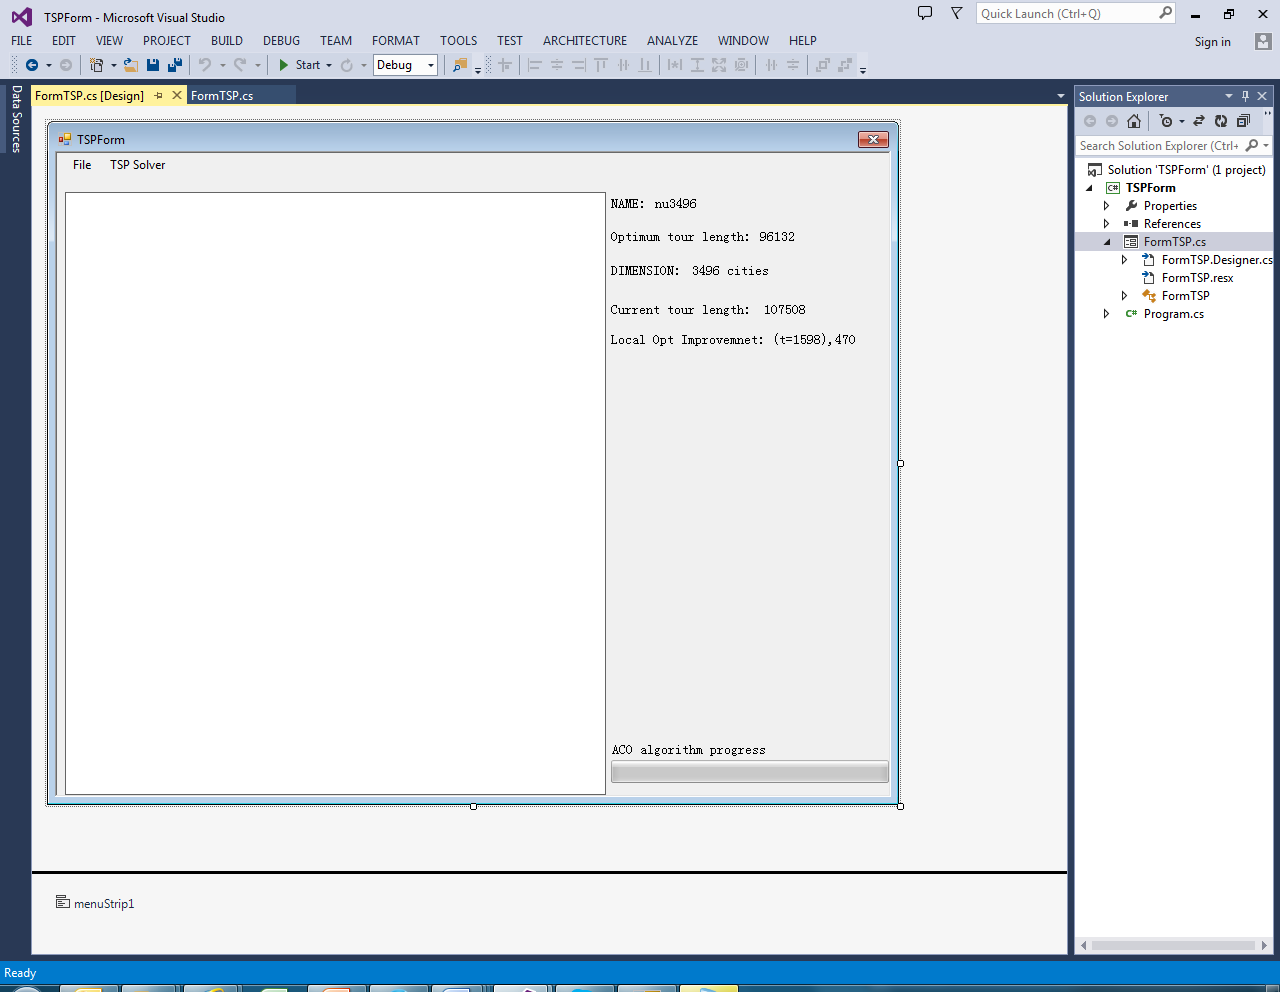 TSPForm - Microsoft Visual Studio
Quick Launch (Ctrl+Q)
FILE EDIT VIEW PROJECT BUILD DEBUG TEAM FORMAT TOOLS TEST ARCHITECTURE ANALYZE WINDOW HELP
Sign in
Start
Debug
Data Sources
FormTSP.cs [Design]
FormTSP.cs
TSPForm
File TSP Solver
NAME: nu3496
Optimum tour length: 96132
DIMENSION: 3496 cities
Current tour length: 107508
Local Opt Improvemnet: (t=1598),470
ACO algorithm progress
menuStrip1
Solution Explorer
Search Solution Explorer (Ctrl+
Solution 'TSPForm' (1 project)
C# TSPForm
Properties
References
FormTSP.cs
FormTSP.Designer.cs
FormTSP.resx
FormTSP
C# Program.cs
Ready